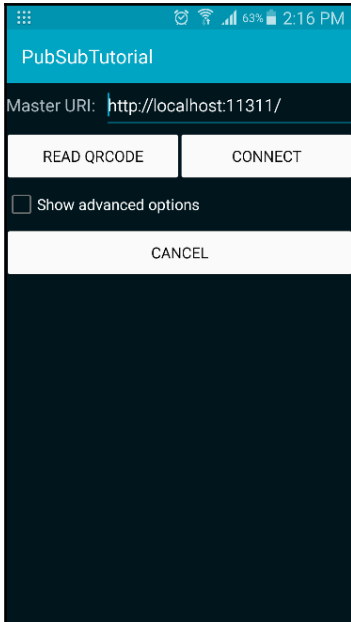 63% 2:16 PM
PubSubTutorial
Master URI: http://localhost:11311/
READ QRCODE CONNECT
Show advanced options
CANCEL